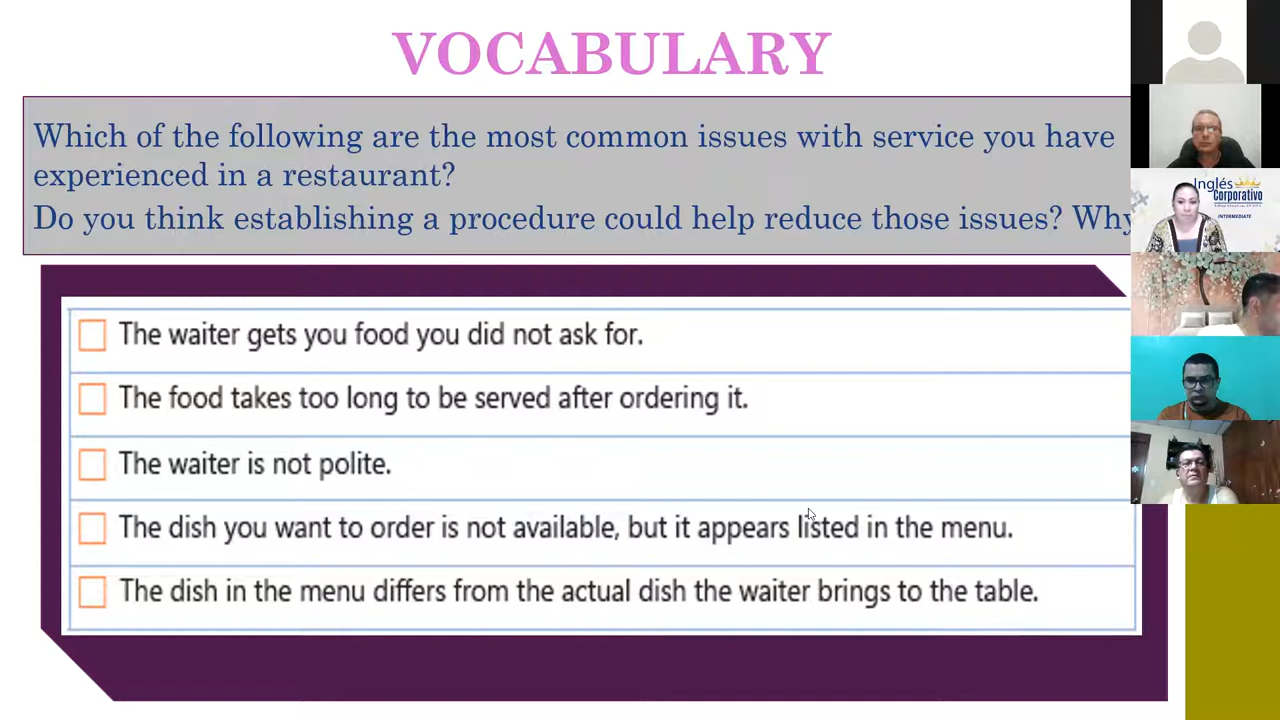 VOCABULARY
Which of the following are the most common issues with service you have
experienced in a restaurant?
Do you think establishing a procedure could help reduce those issues? Why
The waiter gets you food you did not ask for.
The food takes too long to be served after ordering it.
The waiter is not polite.
The dish you want to order is not available, but it appears listed in the menu.
The dish in the menu differs from the actual dish the waiter brings to the table.
Inglés
Corporativo
INTERMEDIATE